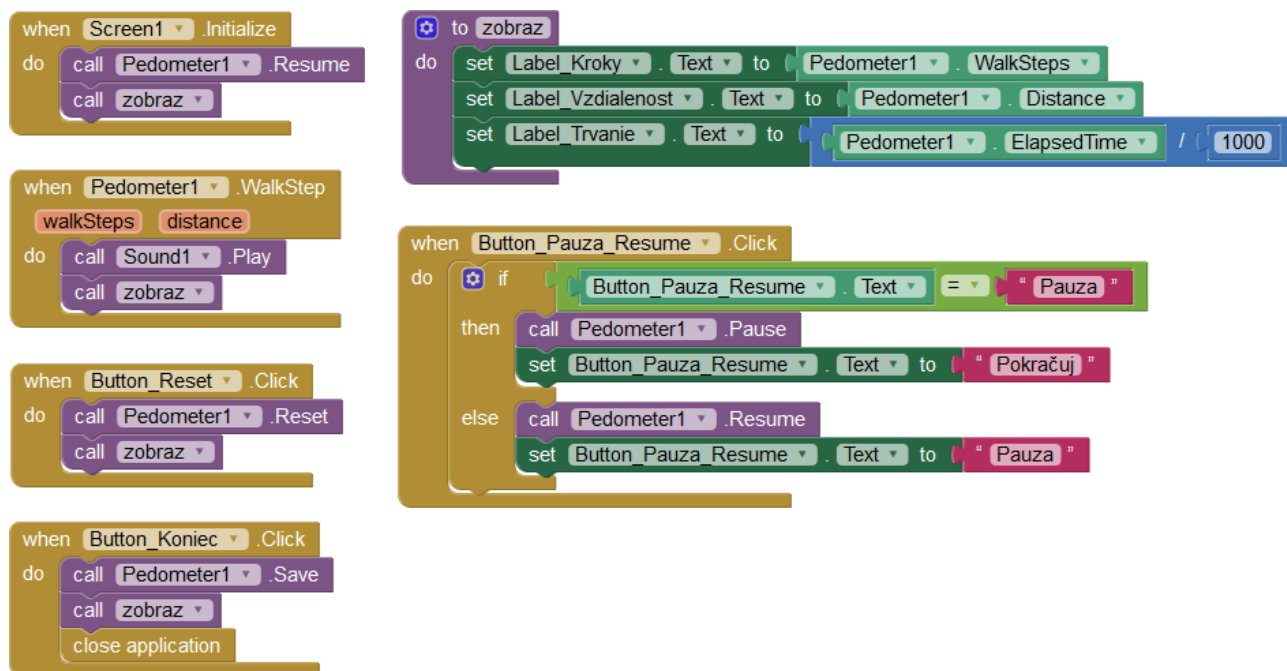 when Screen1 .Initialize
do call Pedometer1 .Resume
call zobraz
when Pedometer1 .WalkStep
walkSteps distance
do call Sound1 .Play
call zobraz
when Button_Reset .Click
do call Pedometer1 .Reset
call zobraz
when Button_Koniec .Click
do call Pedometer1 .Save
call zobraz
close application
to zobraz
do set Label_Kroky . Text to Pedometer1 . WalkSteps
set Label_Vzdialenost . Text to Pedometer1 . Distance
set Label_Trvanie . Text to Pedometer1 . ElapsedTime / 1000
when Button_Pauza_Resume .Click
do if Button_Pauza_Resume . Text = “ Pauza ”
then call Pedometer1 .Pause
set Button_Pauza_Resume . Text to “ Pokračuj ”
else call Pedometer1 .Resume
set Button_Pauza_Resume . Text to “ Pauza ”